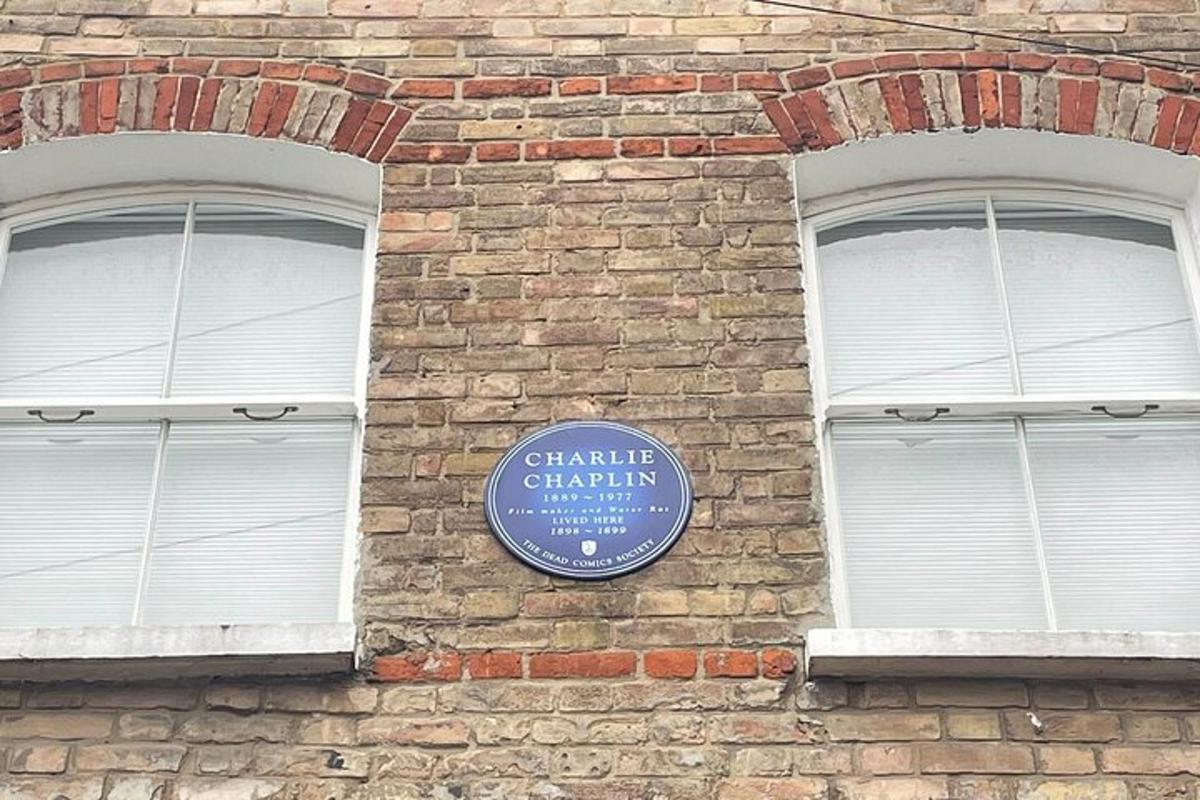 CHARLIE
CHAPLIN
1889 ~ 1977
Film maker and Water Rat
LIVED HERE
1898 ~ 1899
THE DEAD COMICS SOCIETY